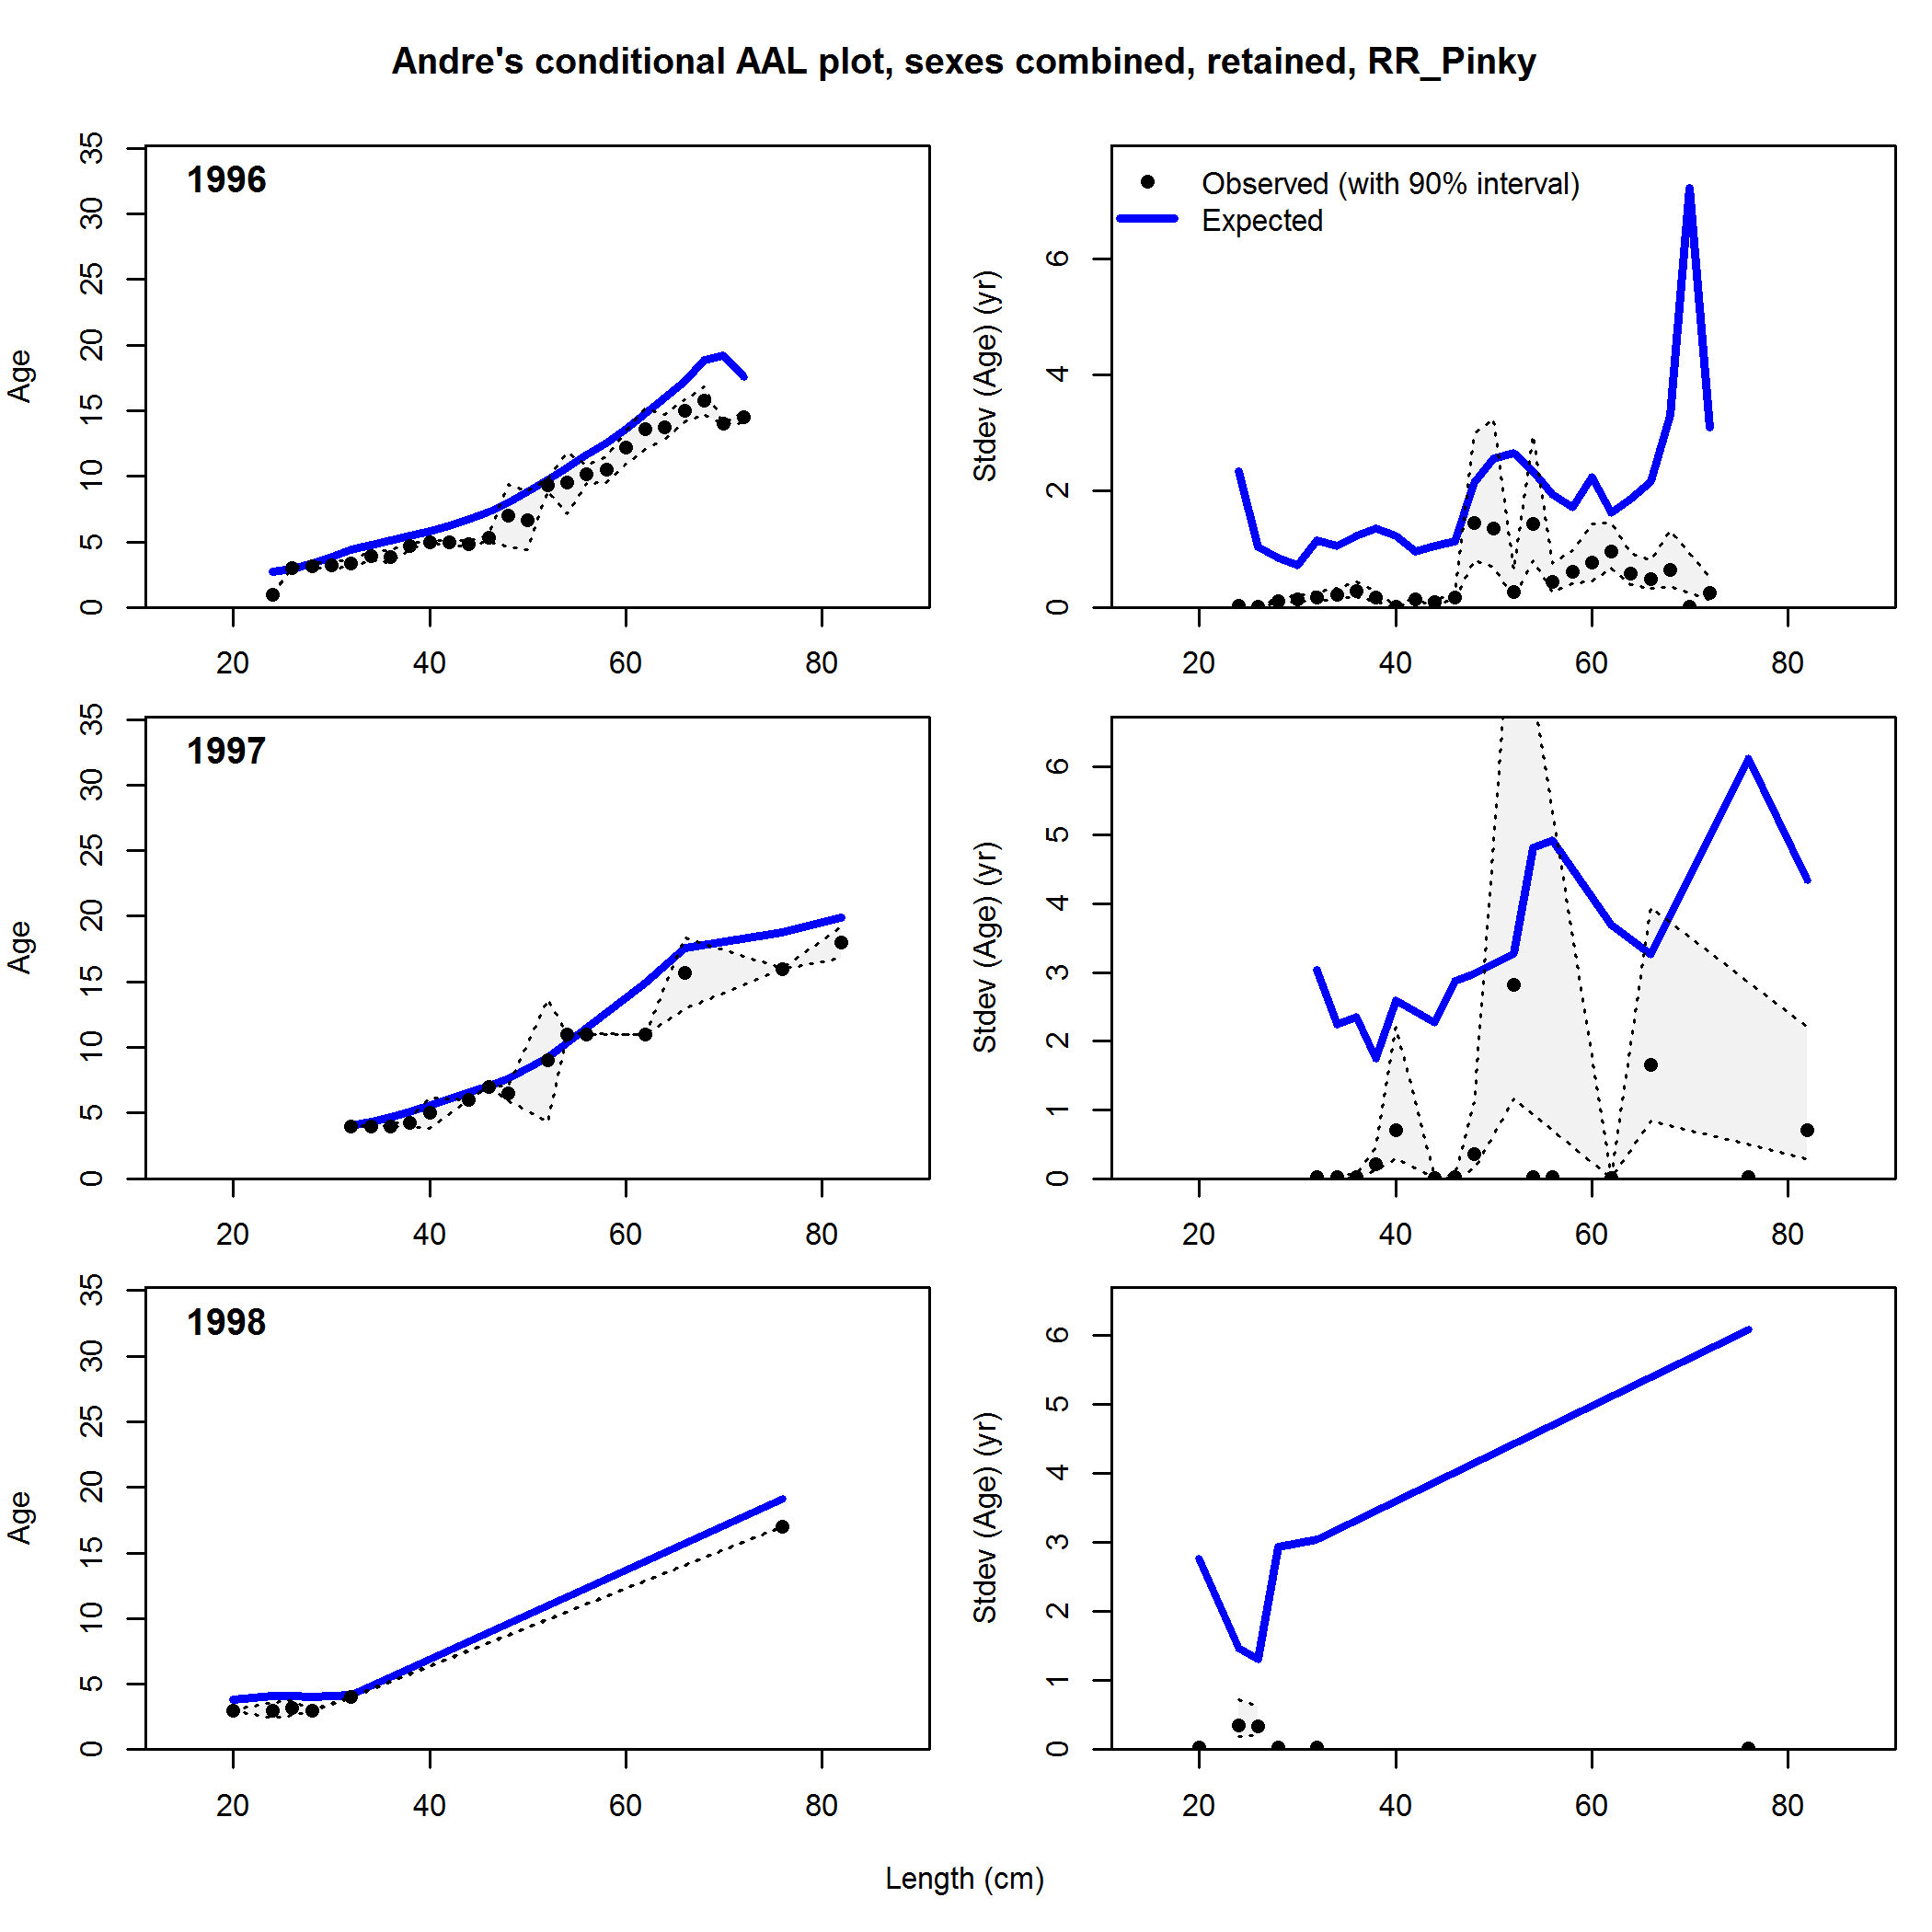 Andre's conditional AAL plot, sexes combined, retained, RR_Pinky
1996
Age
0 5 10 15 20 25 30 35
20 40 60 80
Observed (with 90% interval)
Expected
Stdev (Age) (yr)
0 2 4 6
20 40 60 80
1997
Age
0 5 10 15 20 25 30 35
20 40 60 80
Stdev (Age) (yr)
0 1 2 3 4 5 6
20 40 60 80
1998
Age
0 5 10 15 20 25 30 35
20 40 60 80
Stdev (Age) (yr)
0 1 2 3 4 5 6
20 40 60 80
Length (cm)